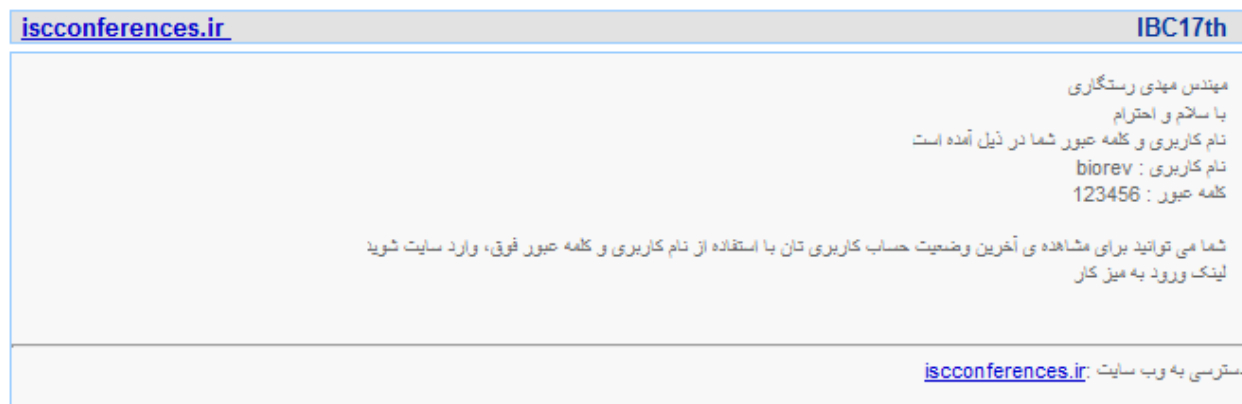 iscconferences.ir
IBC17th
مهندس مهدی رستگاری
با سلام و احترام
نام کاربری و کلمه عبور شما در ذیل آمده است
نام کاربری : biorev
کلمه عبور : 123456
شما می توانید برای مشاهده ی آخرین وضعیت حساب کاربری تان با استفاده از نام کاربری و کلمه عبور فوق، وارد سایت شوید
لینک ورود به میز کار
سترسی به وب سایت :iscconferences.ir